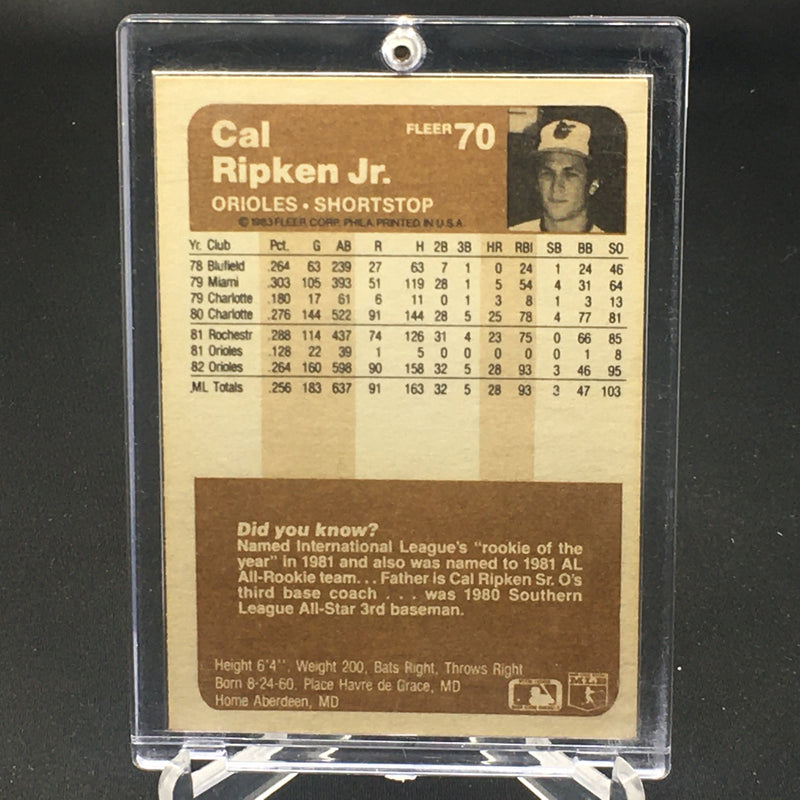 Cal
Ripken Jr.
FLEER 70
ORIOLES • SHORTSTOP
© 1983 FLEER CORP. PHILA. PRINTED IN U.S.A.
Yr. Club Pct. G AB R H 2B 3B HR RBI SB BB SO
78 Blufield .264 63 239 27 63 7 1 0 24 1 24 46
79 Miami .303 105 393 51 119 28 1 5 54 4 31 64
79 Charlotte .180 17 61 6 11 0 1 3 8 1 3 13
80 Charlotte .276 144 522 91 144 28 5 25 78 4 77 81
81 Rochestr .288 114 437 74 126 31 4 23 75 0 66 85
81 Orioles .128 22 39 1 5 0 0 0 0 0 1 8
82 Orioles .264 160 598 90 158 32 5 28 93 3 46 95
ML Totals .256 183 637 91 163 32 5 28 93 3 47 103
Did you know?
Named International League's "rookie of the
year" in 1981 and also was named to 1981 AL
All-Rookie team... Father is Cal Ripken Sr. O's
third base coach . . . was 1980 Southern
League All-Star 3rd baseman.
Height 6'4'', Weight 200, Bats Right, Throws Right
Born 8-24-60. Place Havre de Grace, MD
Home Aberdeen, MD